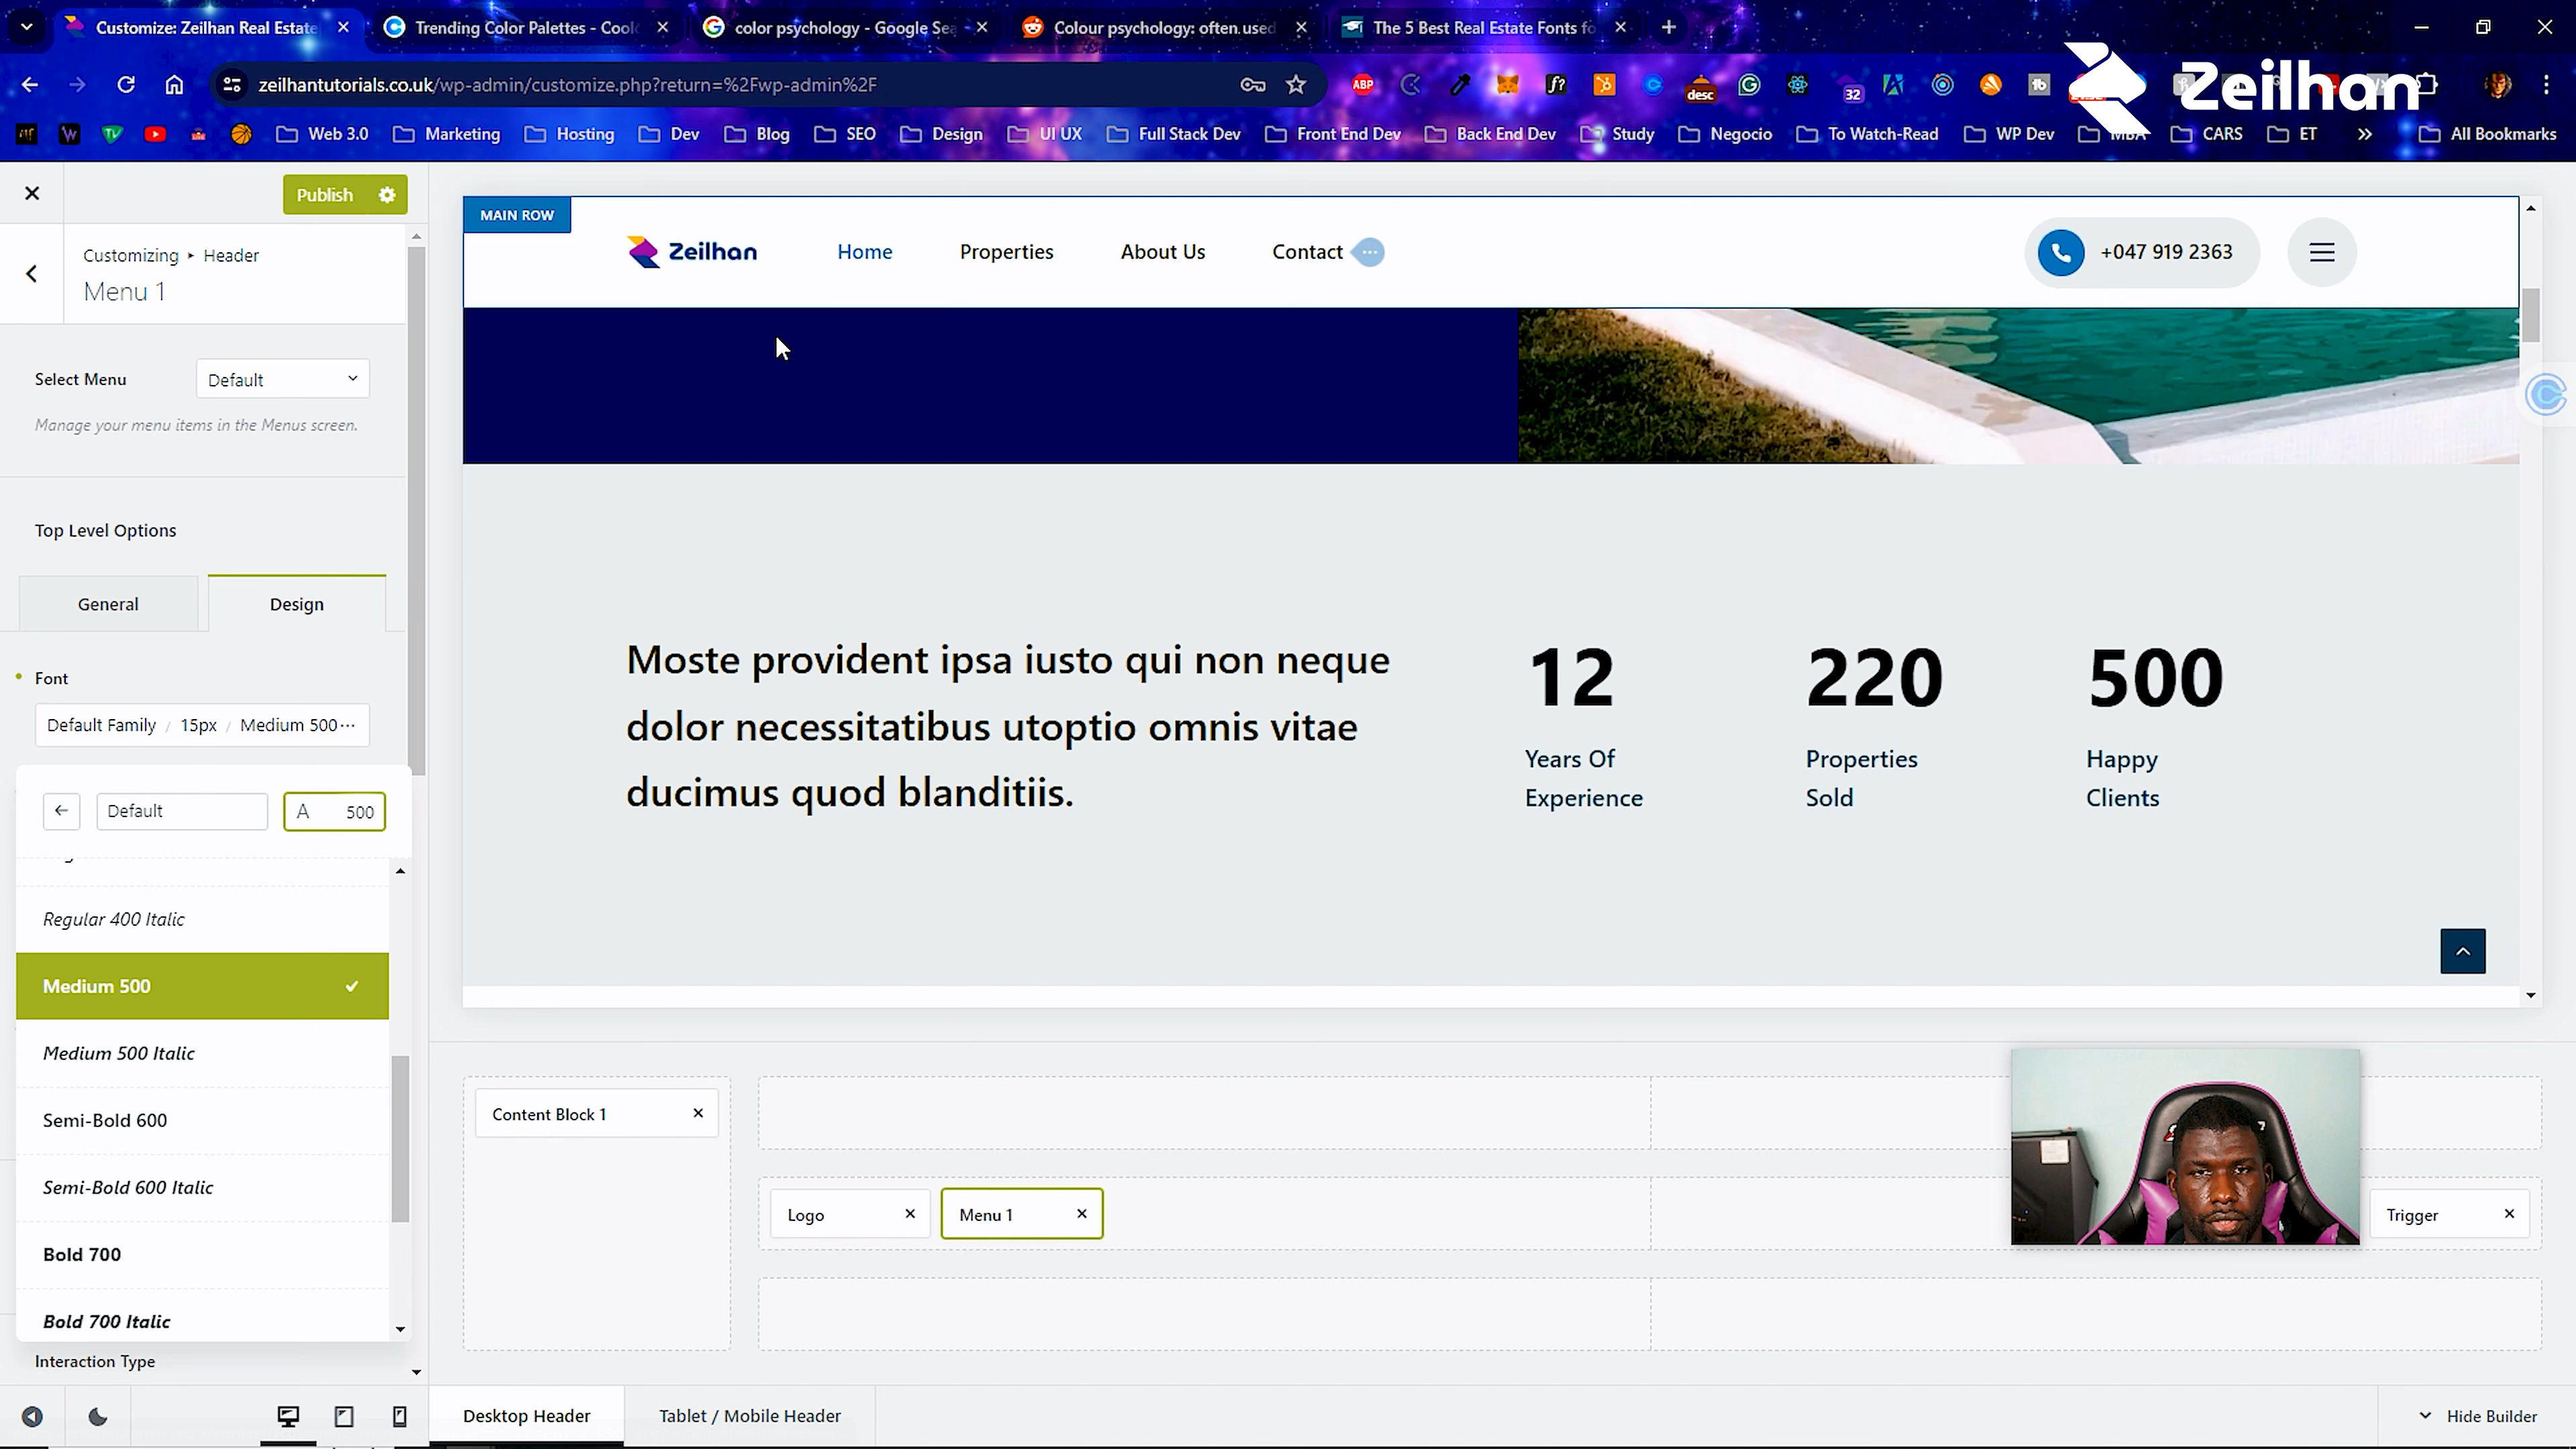 Customize: Zeilhan Real Estate
Trending Color Palettes - Cool
color psychology - Google Sea
Colour psychology: often used
The 5 Best Real Estate Fonts fo
zeilhantutorials.co.uk/wp-admin/customize.php?return=%2Fwp-admin%2F
ABP
desc
32
Zeilhan
Web 3.0
Marketing
Hosting
Dev
Blog
SEO
Design
UI UX
Full Stack Dev
Front End Dev
Back End Dev
Study
Negocio
To Watch-Read
WP Dev
MBA
CARS
ET
All Bookmarks
Publish
Customizing ▸ Header
Menu 1
Select Menu
Default
Manage your menu items in the Menus screen.
Top Level Options
General
Design
Font
Default Family / 15px / Medium 500
Default
A 500
Regular 400 Italic
Medium 500
Medium 500 Italic
Semi-Bold 600
Semi-Bold 600 Italic
Bold 700
Bold 700 Italic
Interaction Type
MAIN ROW
Zeilhan
Home
Properties
About Us
Contact
+047 919 2363
Moste provident ipsa iusto qui non neque
dolor necessitatibus utoptio omnis vitae
ducimus quod blanditiis.
12
Years Of
Experience
220
Properties
Sold
500
Happy
Clients
Content Block 1
Logo
Menu 1
Trigger
Desktop Header
Tablet / Mobile Header
Hide Builder